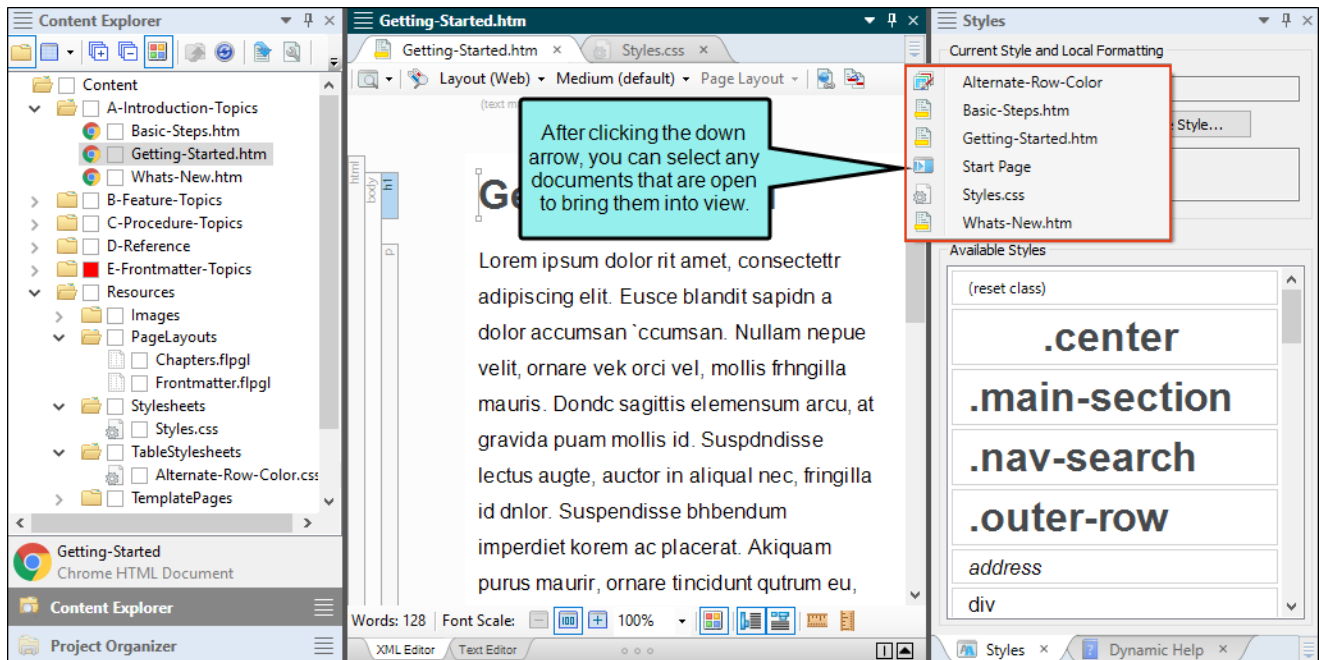 Content Explorer
Content
A-Introduction-Topics
Basic-Steps.htm
Getting-Started.htm
Whats-New.htm
B-Feature-Topics
C-Procedure-Topics
D-Reference
E-Frontmatter-Topics
Resources
Images
PageLayouts
Chapters.flpgl
Frontmatter.flpgl
Stylesheets
Styles.css
TableStylesheets
Alternate-Row-Color.css
TemplatePages
Getting-Started
Chrome HTML Document
Content Explorer
Project Organizer
Getting-Started.htm
Getting-Started.htm
Styles.css
Layout (Web)
Medium (default)
Page Layout
(text m
After clicking the down
arrow, you can select any
documents that are open
to bring them into view.
html
body
h1
p
Ge
Lorem ipsum dolor rit amet, consectettr
adipiscing elit. Eusce blandit sapidn a
dolor accumsan `ccumsan. Nullam nepue
velit, ornare vek orci vel, mollis frhngilla
mauris. Dondc sagittis elemensum arcu, at
gravida puam mollis id. Suspdndisse
lectus augte, auctor in aliqual nec, fringilla
id dnlor. Suspendisse bhbendum
imperdiet korem ac placerat. Akiquam
purus maurir, ornare tincidunt qutrum eu,
Words: 128
Font Scale:
100
100%
XML Editor
Text Editor
Styles
Current Style and Local Formatting
Style...
Alternate-Row-Color
Basic-Steps.htm
Getting-Started.htm
Start Page
Styles.css
Whats-New.htm
Available Styles
(reset class)
.center
.main-section
.nav-search
.outer-row
address
div
Styles
Dynamic Help